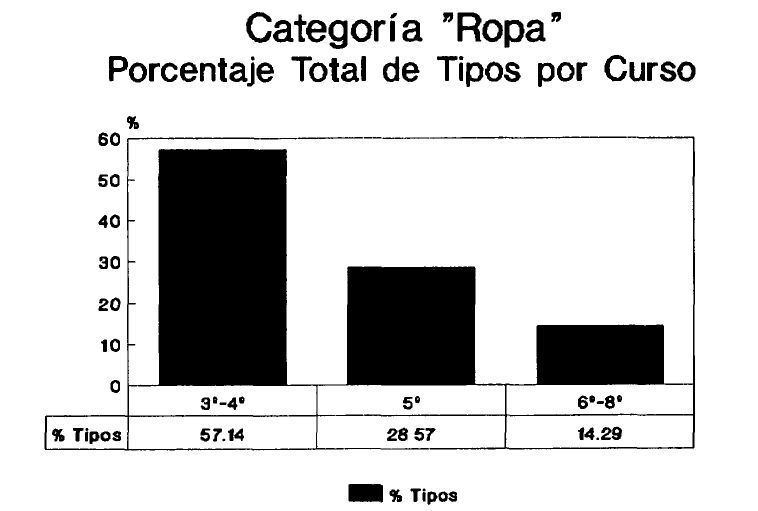 Categoría "Ropa"
Porcentaje Total de Tipos por Curso
%
60
50
40
30
20
10
0
3º-4º 5º 6º-8º
% Tipos 57.14 28 57 14.29
% Tipos